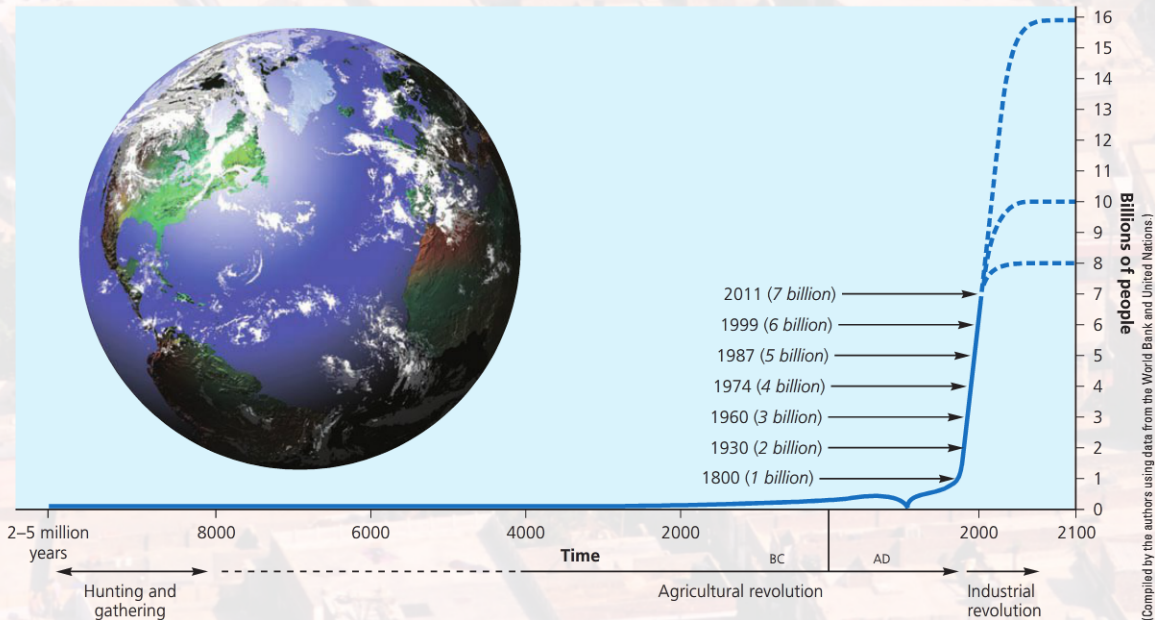 16
15
14
13
12
11
10
9
8
7
6
5
4
3
2
1
0
Billions of people
2011 (7 billion)
1999 (6 billion)
1987 (5 billion)
1974 (4 billion)
1960 (3 billion)
1930 (2 billion)
1800 (1 billion)
2–5 million
years
8000
6000
4000
2000
2000
2100
Time
BC
AD
Hunting and
gathering
Agricultural revolution
Industrial
revolution
(Compiled by the authors using data from the World Bank and United Nations.)